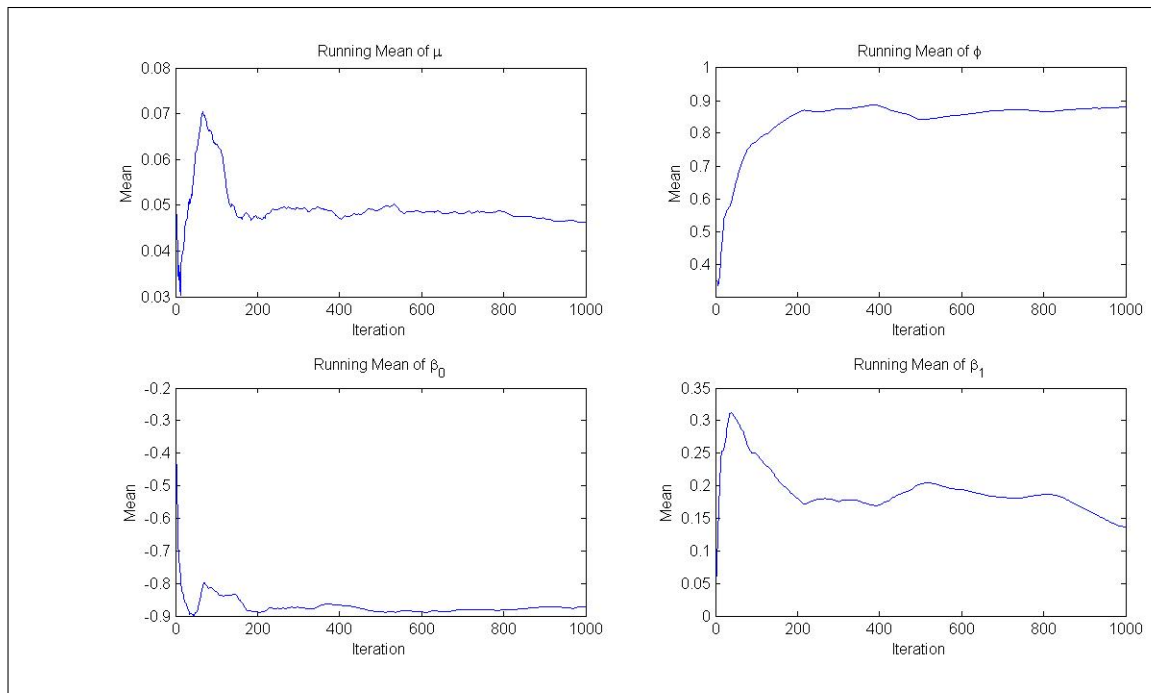 Running Mean of μ
0.08
0.07
0.06
0.05
0.04
0.03
Mean
0 200 400 600 800 1000
Iteration
Running Mean of ϕ
1
0.9
0.8
0.7
0.6
0.5
0.4
Mean
0 200 400 600 800 1000
Iteration
Running Mean of β0
-0.2
-0.3
-0.4
-0.5
-0.6
-0.7
-0.8
-0.9
Mean
0 200 400 600 800 1000
Iteration
Running Mean of β1
0.35
0.3
0.25
0.2
0.15
0.1
0.05
0
Mean
0 200 400 600 800 1000
Iteration